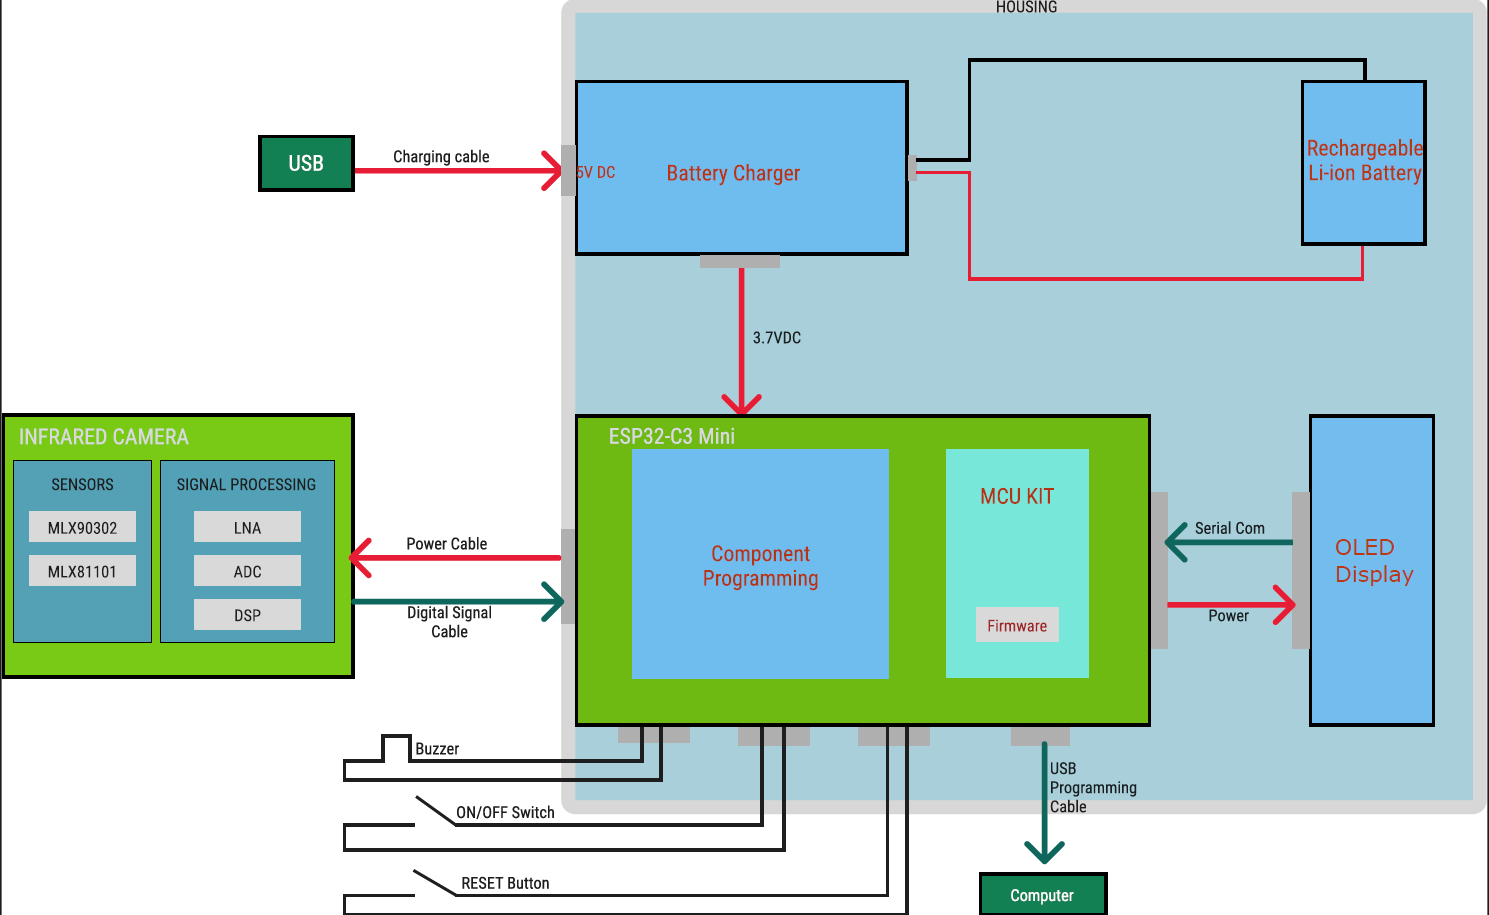 HOUSING
USB
Charging cable
5V DC
Battery Charger
Rechargeable
Li-ion Battery
3.7VDC
INFRARED CAMERA
SENSORS
MLX90302
MLX81101
SIGNAL PROCESSING
LNA
ADC
DSP
Power Cable
Digital Signal
Cable
ESP32-C3 Mini
Component
Programming
MCU KIT
Firmware
Serial Com
Power
OLED
Display
Buzzer
ON/OFF Switch
RESET Button
USB
Programming
Cable
Computer